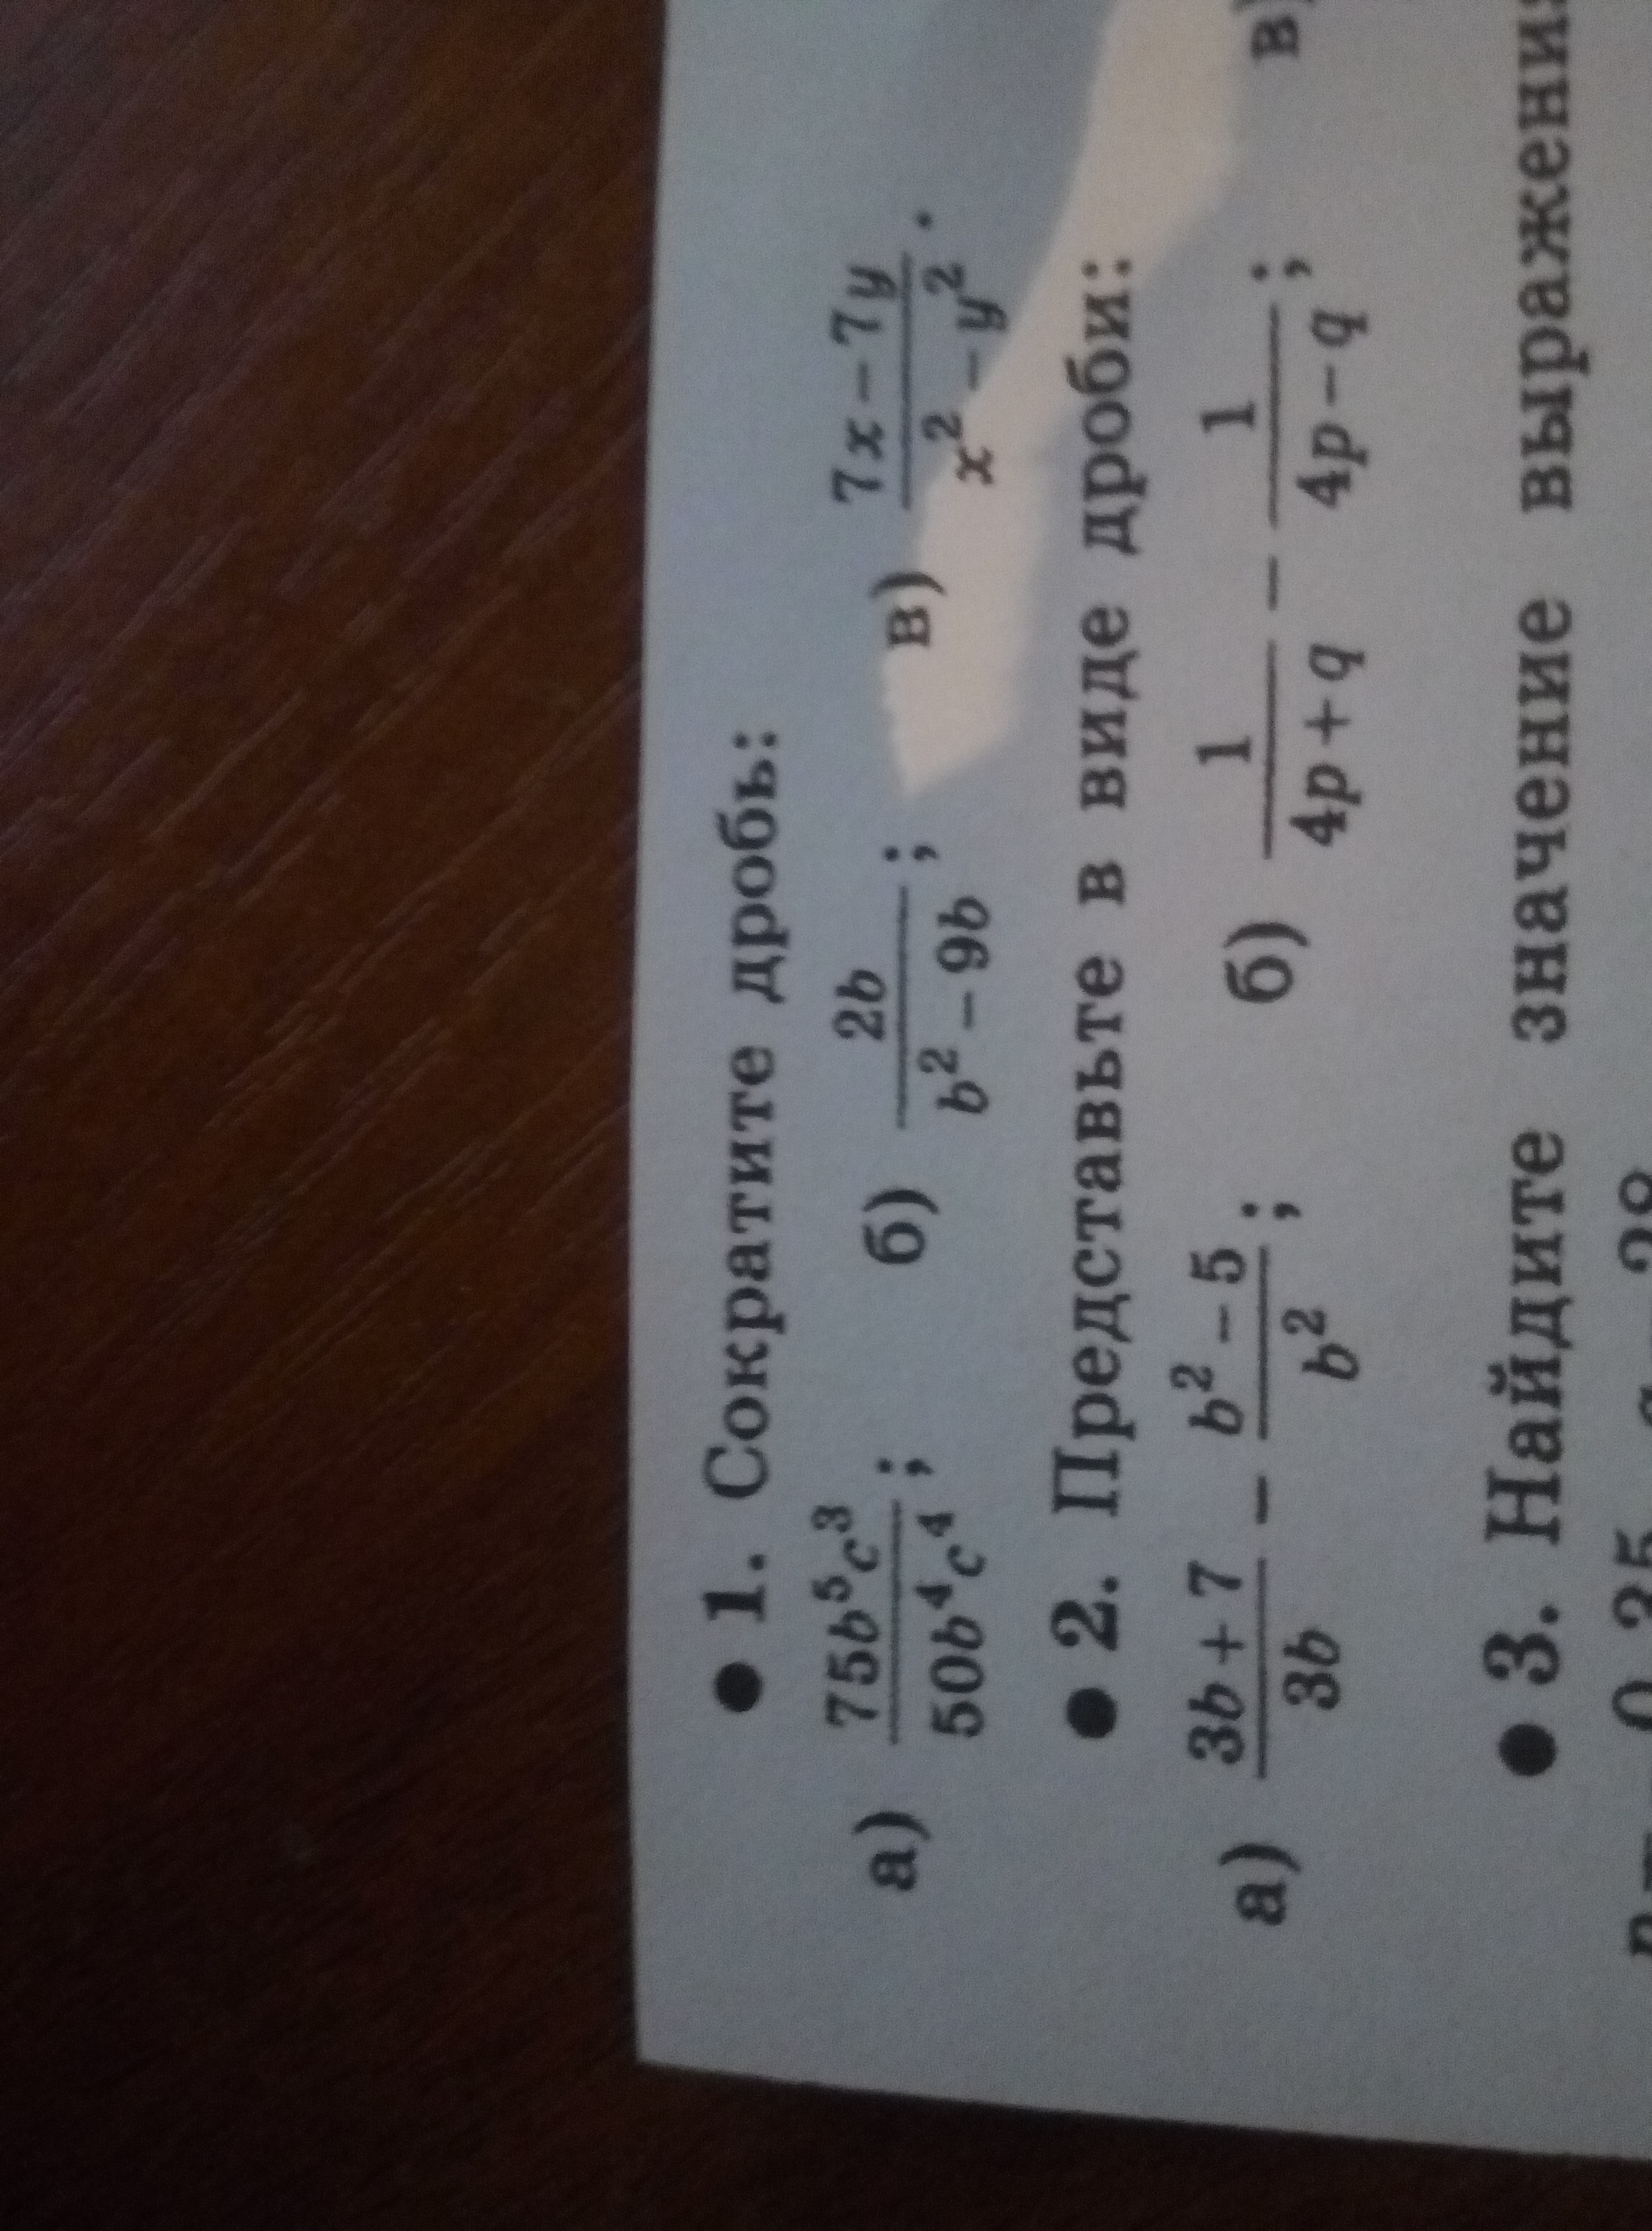 ● 1. Сократите дробь:
а) 75b⁵c³/50b⁴c⁴; б) 2b/(b² − 9b); в) (7x − 7y)/(x² − y²).
● 2. Представьте в виде дроби:
а) (3b + 7)/3b − (b² − 5)/b²; б) 1/(4p + q) − 1/(4p − q); в)
● 3. Найдите значение выражени